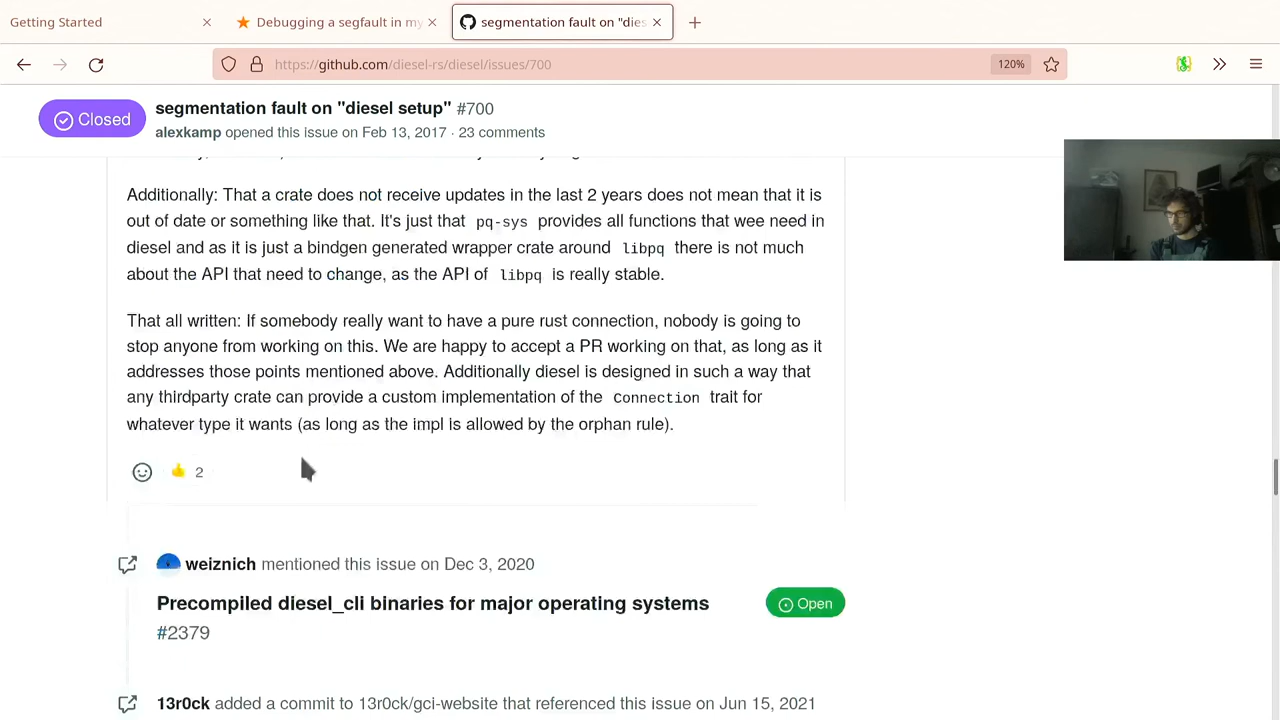 Getting Started
Debugging a segfault in my
segmentation fault on "dies
https://github.com/diesel-rs/diesel/issues/700
120%
Closed
segmentation fault on "diesel setup" #700
alexkamp opened this issue on Feb 13, 2017 · 23 comments
Additionally: That a crate does not receive updates in the last 2 years does not mean that it is
out of date or something like that. It's just that pq-sys provides all functions that wee need in
diesel and as it is just a bindgen generated wrapper crate around libpq there is not much
about the API that need to change, as the API of libpq is really stable.
That all written: If somebody really want to have a pure rust connection, nobody is going to
stop anyone from working on this. We are happy to accept a PR working on that, as long as it
addresses those points mentioned above. Additionally diesel is designed in such a way that
any thirdparty crate can provide a custom implementation of the Connection trait for
whatever type it wants (as long as the impl is allowed by the orphan rule).
2
weiznich mentioned this issue on Dec 3, 2020
Precompiled diesel_cli binaries for major operating systems
Open
#2379
13r0ck added a commit to 13r0ck/gci-website that referenced this issue on Jun 15, 2021